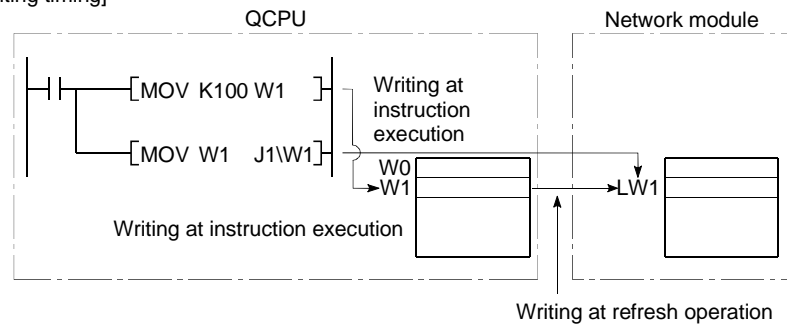 king timing]
QCPU
Network module
MOV K100 W1
Writing at
instruction
execution
MOV W1 J1\W1
W0
W1
LW1
Writing at instruction execution
Writing at refresh operation